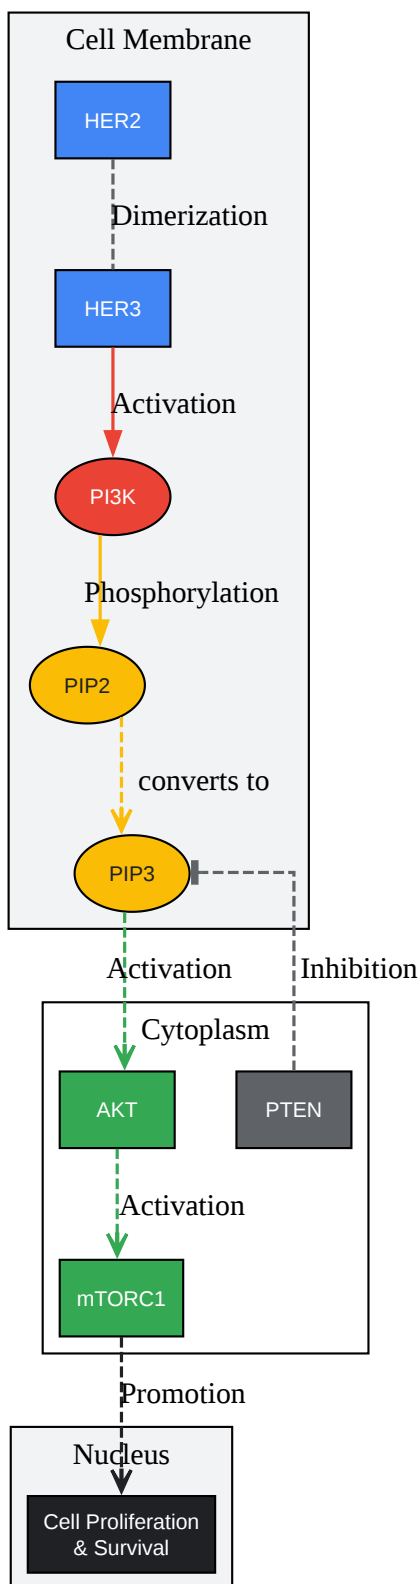 Cell Membrane
HER2
Dimerization
HER3
Activation
PI3K
Phosphorylation
PIP2
converts to
PIP3
Activation
Inhibition
Cytoplasm
AKT
PTEN
Activation
mTORC1
Promotion
Nucleus
Cell Proliferation
& Survival